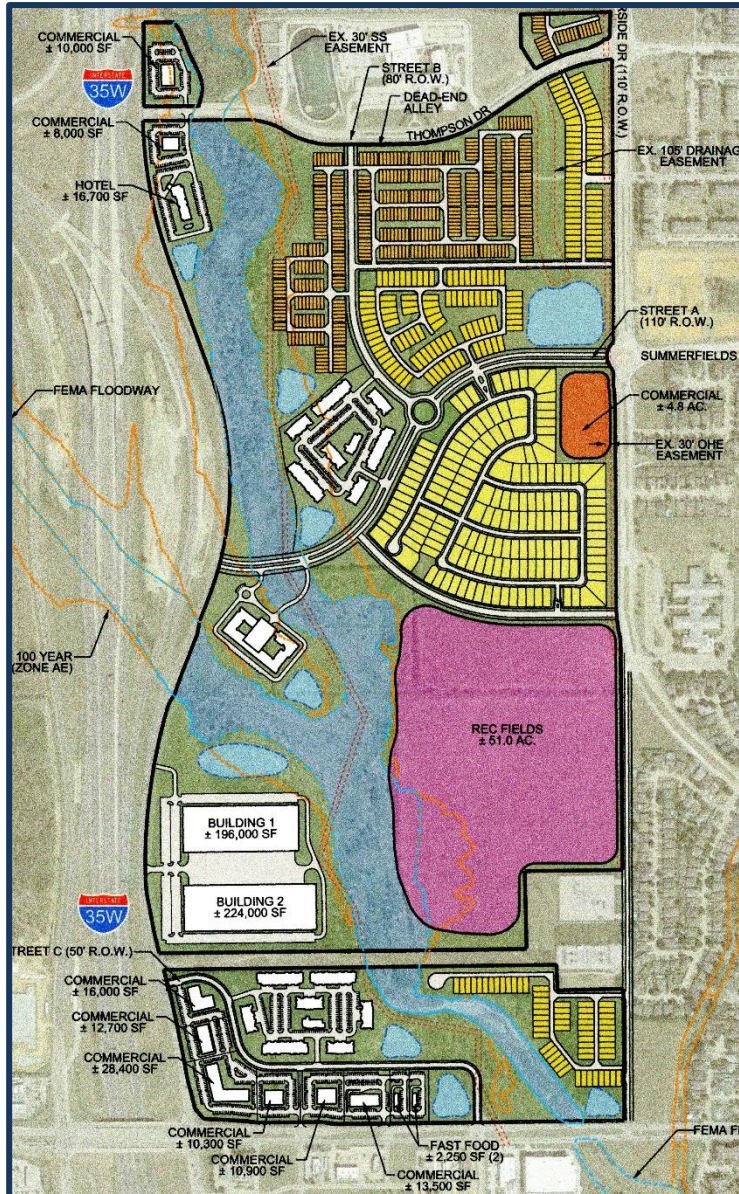 COMMERCIAL
± 10,000 SF
INTERSTATE
35W
COMMERCIAL
± 8,000 SF
HOTEL
± 16,700 SF
EX. 30' SS
EASEMENT
STREET B
(80' R.O.W.)
DEAD-END
ALLEY
THOMPSON DR
RSIDE DR (110' R.O.W.)
EX. 105' DRAINAG
EASEMENT
STREET A
(110' R.O.W.)
SUMMERFIELDS
COMMERCIAL
± 4.8 AC.
EX. 30' OHE
EASEMENT
FEMA FLOODWAY
100 YEAR
(ZONE AE)
REC FIELDS
± 51.0 AC.
BUILDING 1
± 196,000 SF
BUILDING 2
± 224,000 SF
INTERSTATE
35W
TREET C (50' R.O.W.)
COMMERCIAL
± 16,000 SF
COMMERCIAL
± 12,700 SF
COMMERCIAL
± 28,400 SF
COMMERCIAL
± 10,300 SF
COMMERCIAL
± 10,900 SF
FAST FOOD
± 2,250 SF (2)
COMMERCIAL
± 13,500 SF
FEMA F